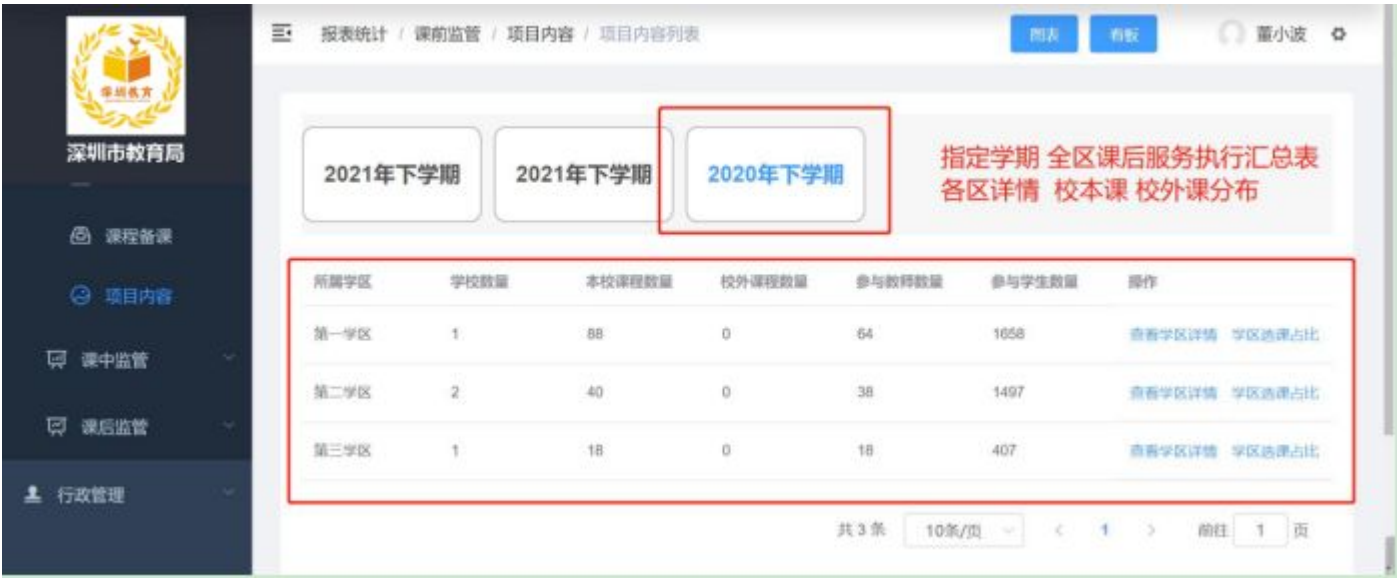 深圳教育
深圳市教育局
课程备课
项目内容
课中监管
课后监管
行政管理
报表统计 / 课前监管 / 项目内容 / 项目内容列表
图表 看板 董小波
2021年下学期 2021年下学期 2020年下学期
指定学期 全区课后服务执行汇总表
各区详情 校本课 校外课分布
所属学区 学校数量 本校课程数量 校外课程数量 参与教师数量 参与学生数量 操作
第一学区 1 88 0 64 1658 查看学区详情 学区选课占比
第二学区 2 40 0 38 1497 查看学区详情 学区选课占比
第三学区 1 18 0 18 407 查看学区详情 学区选课占比
共 3 条 10条/页 < 1 > 前往 1 页